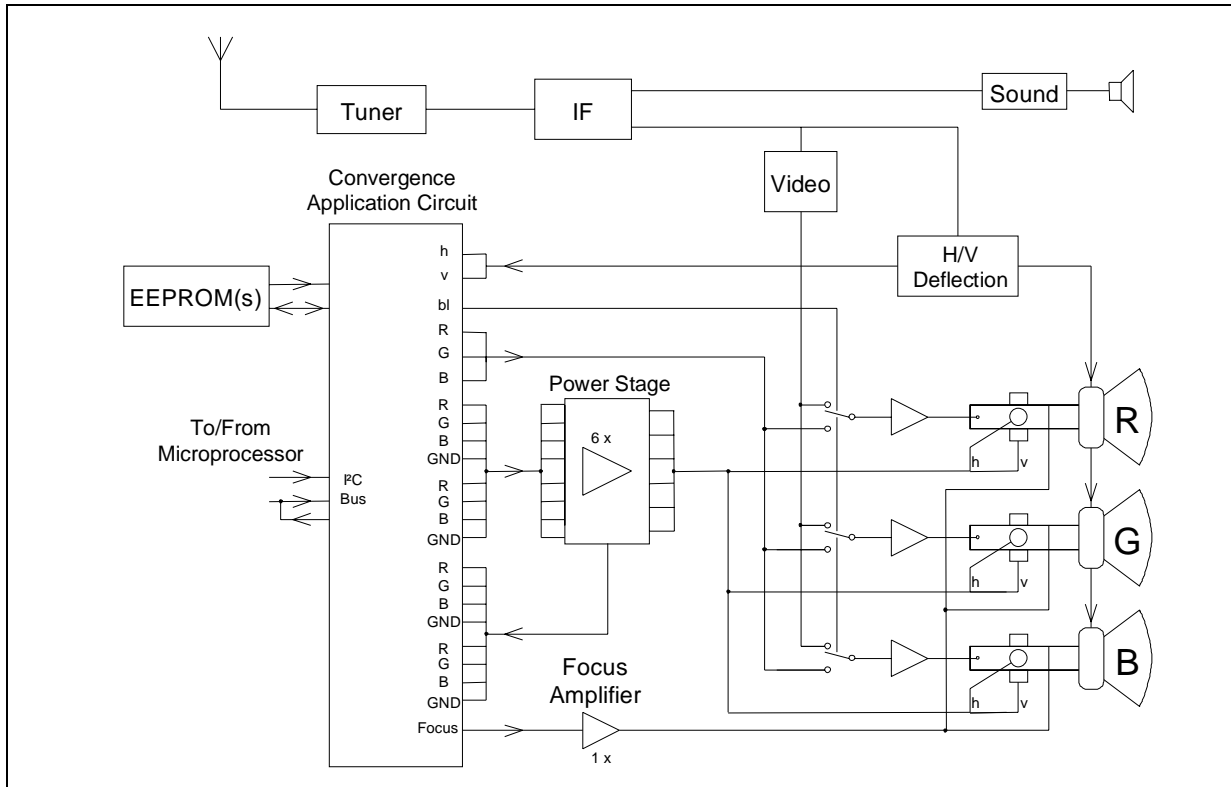 Tuner
IF
Sound
Video
Convergence
Application Circuit
H/V
Deflection
EEPROM(s)
To/From
Microprocessor
I²C
Bus
h
v
bl
R
G
B
R
G
B
GND
R
G
B
GND
R
G
B
GND
R
G
B
GND
Focus
Power Stage
6 x
Focus
Amplifier
1 x
h
v
R
h
v
G
h
v
B